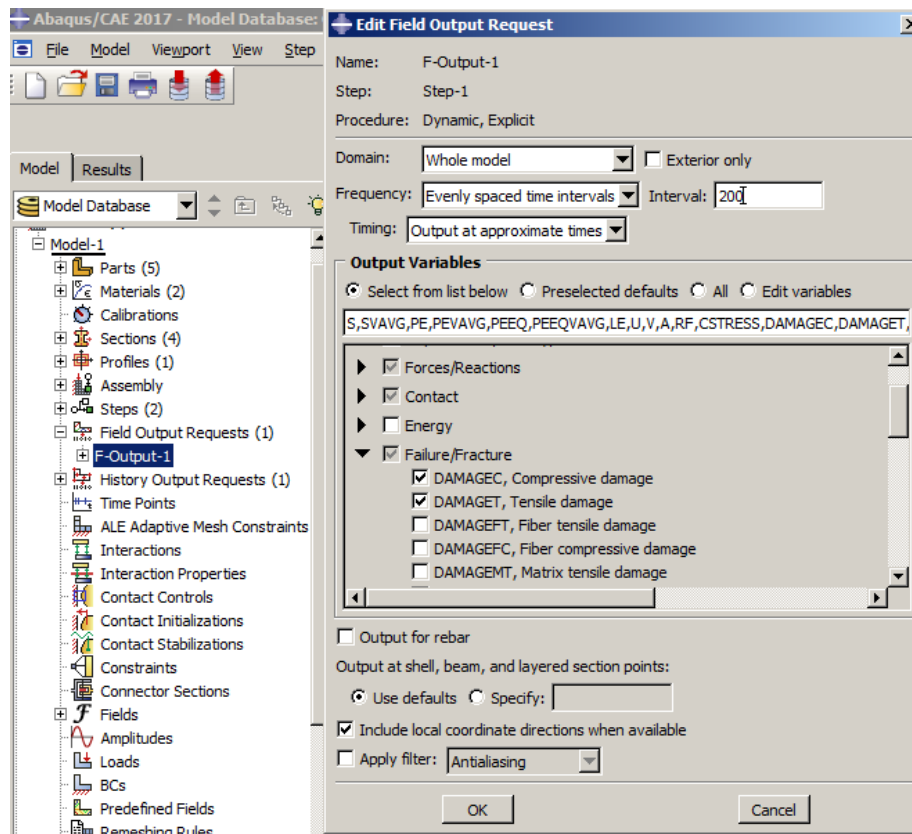 Abaqus/CAE 2017 - Model Database:
File Model Viewport View Step
Model Results
Model Database
Model-1
Parts (5)
Materials (2)
Calibrations
Sections (4)
Profiles (1)
Assembly
Steps (2)
Field Output Requests (1)
F-Output-1
History Output Requests (1)
Time Points
ALE Adaptive Mesh Constraints
Interactions
Interaction Properties
Contact Controls
Contact Initializations
Contact Stabilizations
Constraints
Connector Sections
Fields
Amplitudes
Loads
BCs
Predefined Fields
Remeshing Rules
Edit Field Output Request
Name: F-Output-1
Step: Step-1
Procedure: Dynamic, Explicit
Domain: Whole model Exterior only
Frequency: Evenly spaced time intervals Interval: 200
Timing: Output at approximate times
Output Variables
Select from list below Preselected defaults All Edit variables
S,SVAVG,PE,PEVAVG,PEEQ,PEEQVAVG,LE,U,V,A,RF,CSTRESS,DAMAGEC,DAMAGET,
Forces/Reactions
Contact
Energy
Failure/Fracture
DAMAGEC, Compressive damage
DAMAGET, Tensile damage
DAMAGEFT, Fiber tensile damage
DAMAGEFC, Fiber compressive damage
DAMAGEMT, Matrix tensile damage
Output for rebar
Output at shell, beam, and layered section points:
Use defaults Specify:
Include local coordinate directions when available
Apply filter: Antialiasing
OK Cancel